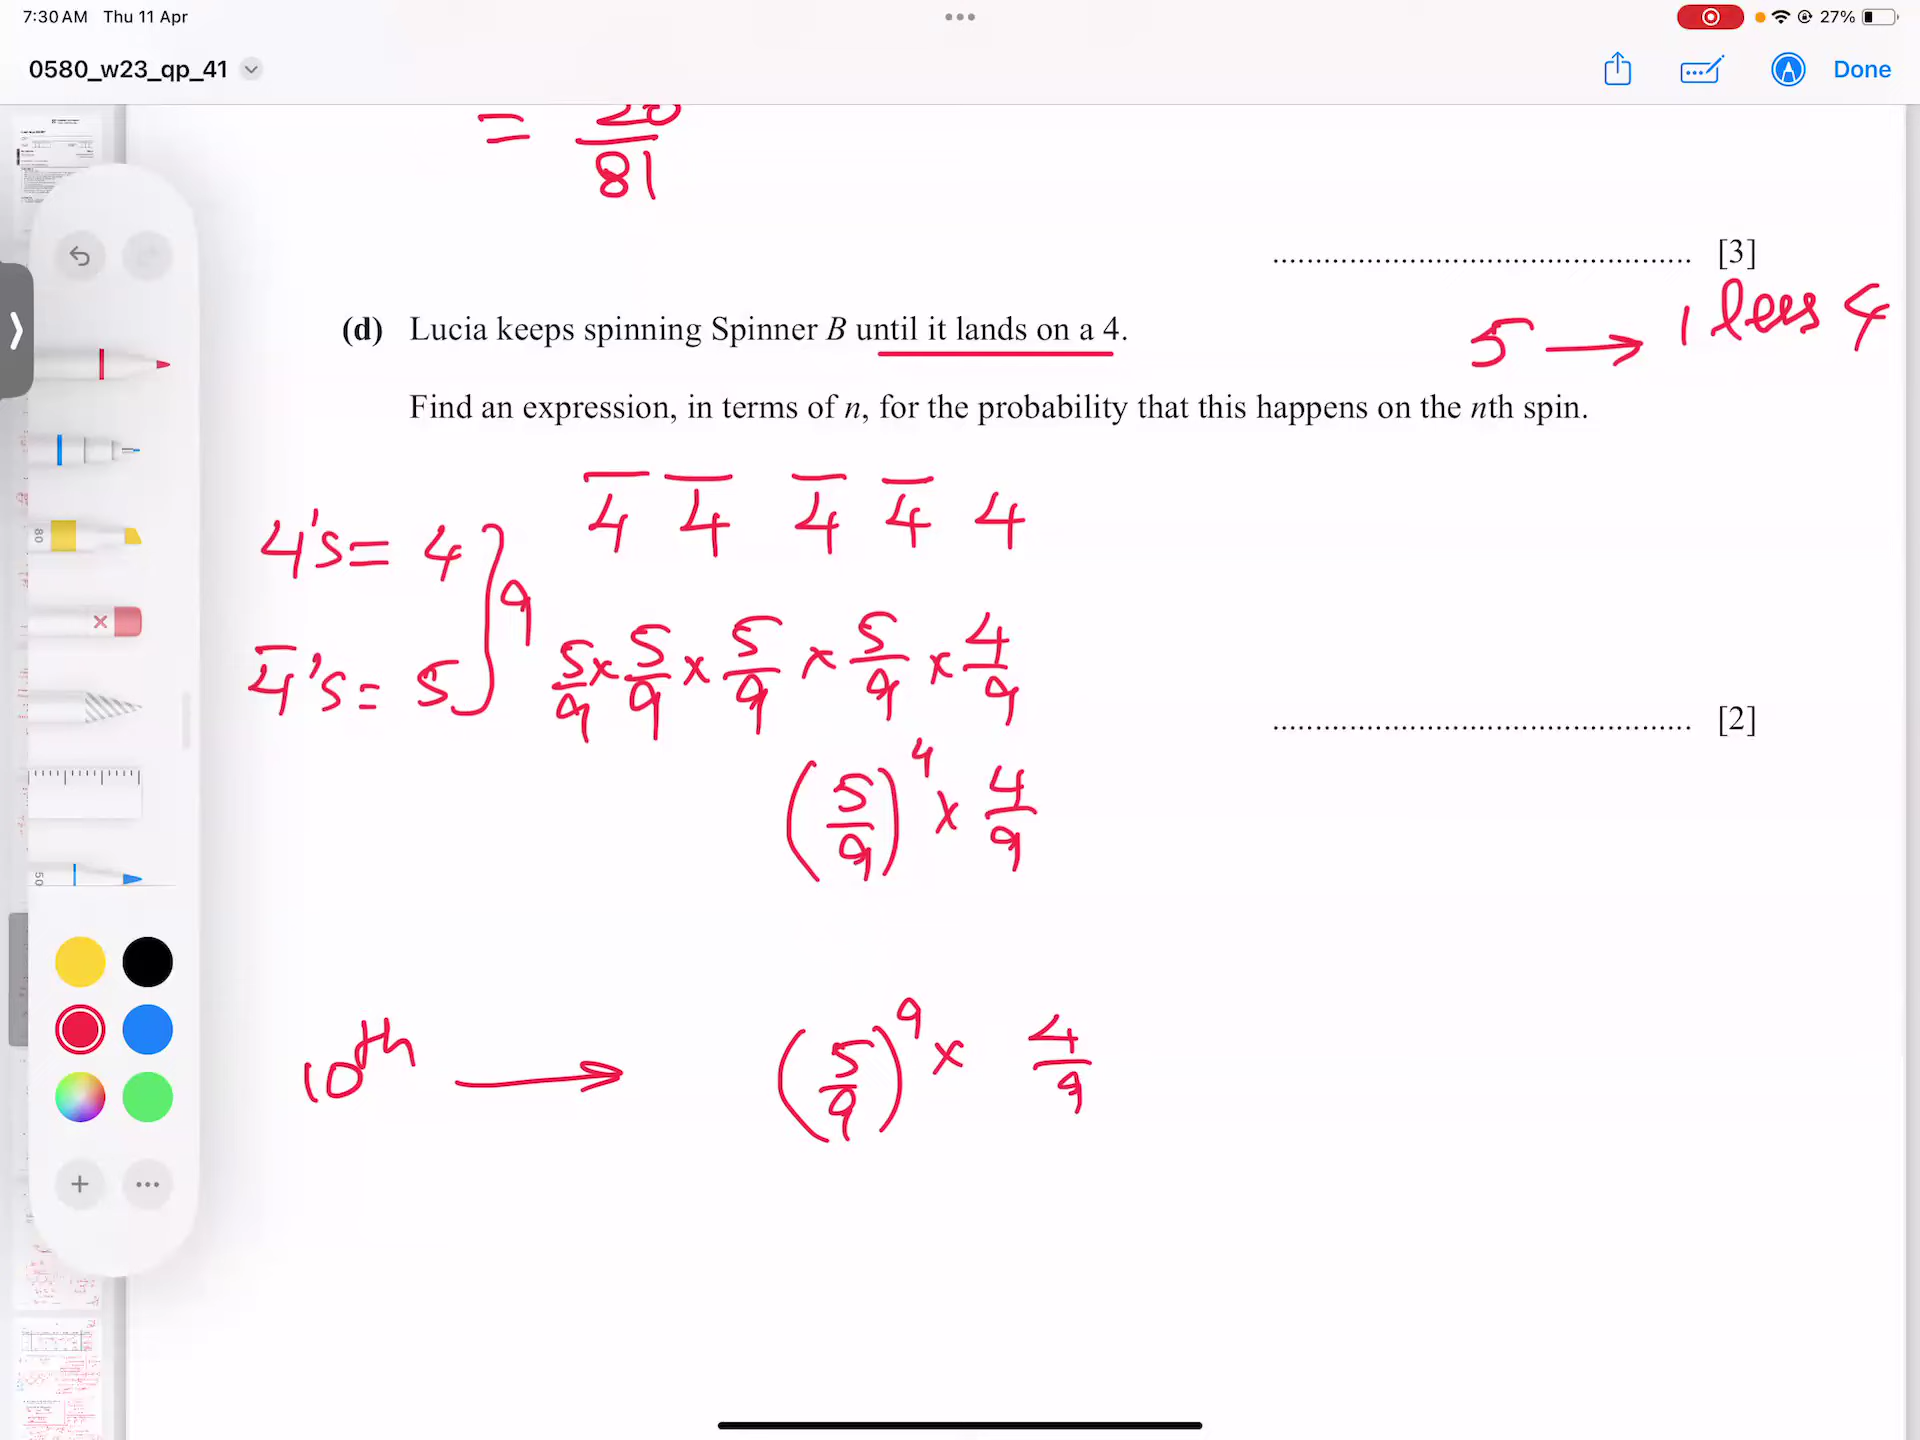 7:30 AM Thu 11 Apr
27%
0580_w23_qp_41
Done
= 20/81
[3]
5 → 1 less 4
(d) Lucia keeps spinning Spinner B until it lands on a 4.
Find an expression, in terms of n, for the probability that this happens on the nth spin.
4̅ 4̅ 4̅ 4̅ 4
4's = 4
9
4̅'s = 5
5/9 × 5/9 × 5/9 × 5/9 × 4/9
[2]
(5/9)⁴ × 4/9
10th → (5/9)⁹ × 4/9
80
50